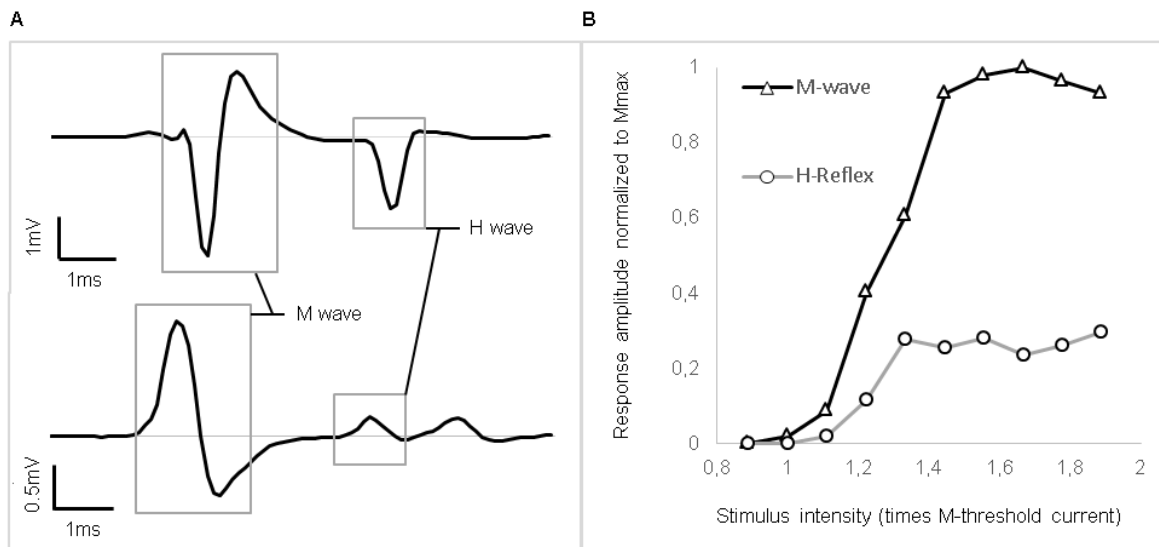 A
1mV
1ms
H wave
M wave
0.5mV
1ms
B
Response amplitude normalized to Mmax
1
0,8
0,6
0,4
0,2
0
0,8 1 1,2 1,4 1,6 1,8 2
M-wave
H-Reflex
Stimulus intensity (times M-threshold current)